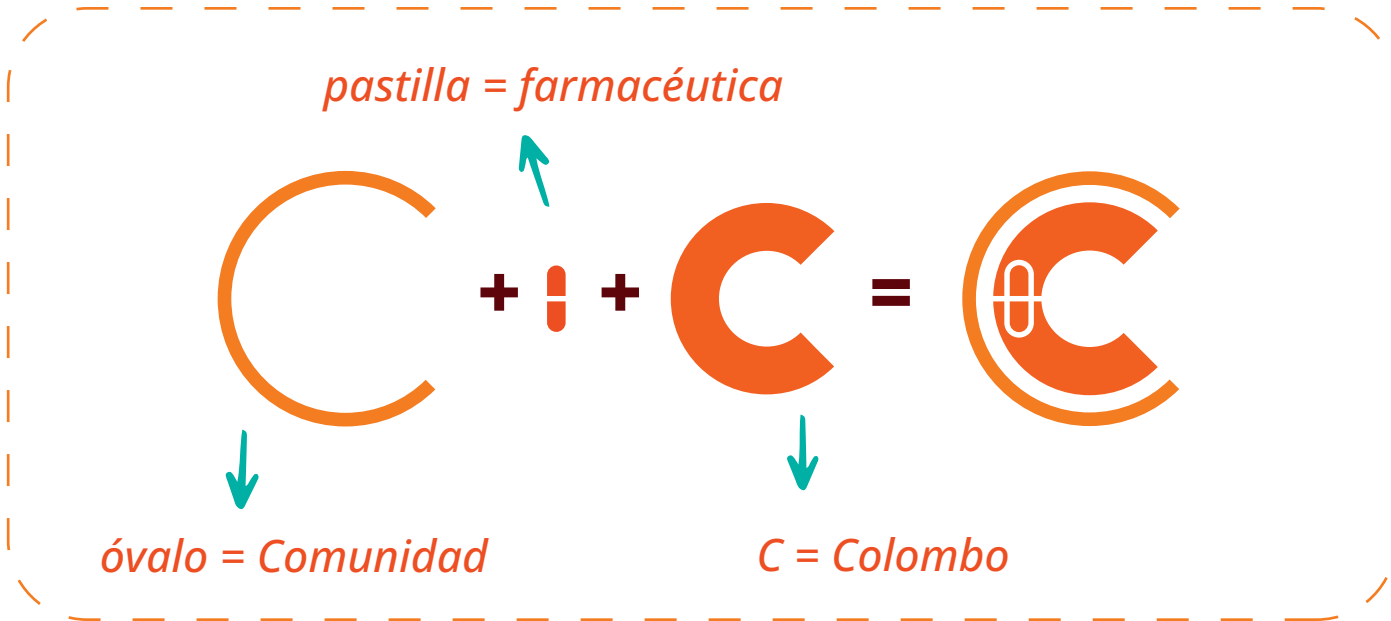 pastilla = farmacéutica
+ + =
óvalo = Comunidad
C = Colombo